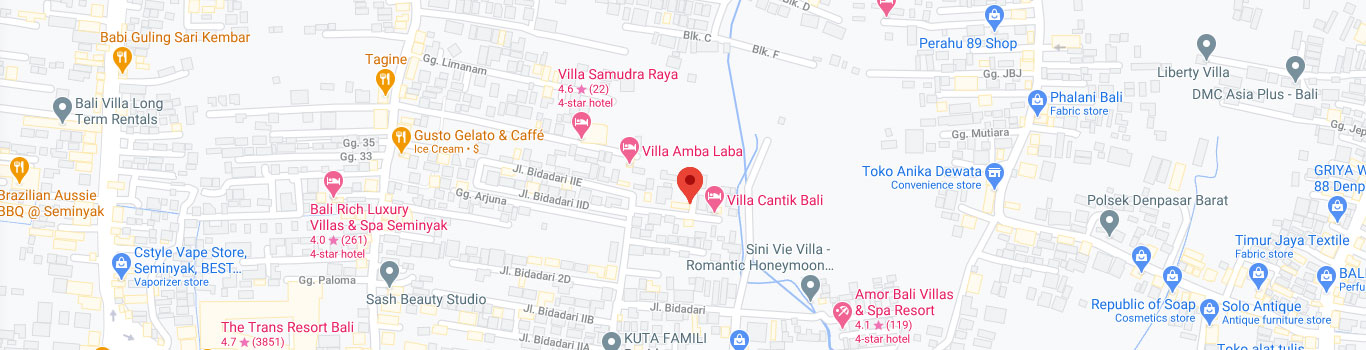 Babi Guling Sari Kembar
Tagine
Gg. Limanam
Blk. C
Blk. F
Perahu 89 Shop
Gg. JBJ
Liberty Villa
DMC Asia Plus - Bali
Villa Samudra Raya
4.6 ★ (22)
4-star hotel
Bali Villa Long
Term Rentals
Phalani Bali
Fabric store
Gg. Mutiara
Gg. 35
Gg. 33
Gusto Gelato & Caffé
Ice Cream • $
Villa Amba Laba
Jl. Bidadari IIE
Toko Anika Dewata
Convenience store
Brazilian Aussie
BBQ @ Seminyak
Gg. Arjuna
Jl. Bidadari IID
Villa Cantik Bali
Polsek Denpasar Barat
GRIYA W
88 Denp
Bali Rich Luxury
Villas & Spa Seminyak
4.0 ★ (261)
4-star hotel
Cstyle Vape Store,
Seminyak, BEST...
Vaporizer store
Gg. Paloma
Jl. Bidadari 2D
Sini Vie Villa -
Romantic Honeymoon...
Timur Jaya Textile
Fabric store
Sash Beauty Studio
Jl. Bidadari
Jl. Bidadari IIB
Amor Bali Villas
& Spa Resort
4.1 ★ (119)
4-star hotel
Republic of Soap
Cosmetics store
Solo Antique
Antique furniture store
BALI
Perfu
The Trans Resort Bali
4.7 ★ (3851)
KUTA FAMILI
Toko alat tulis